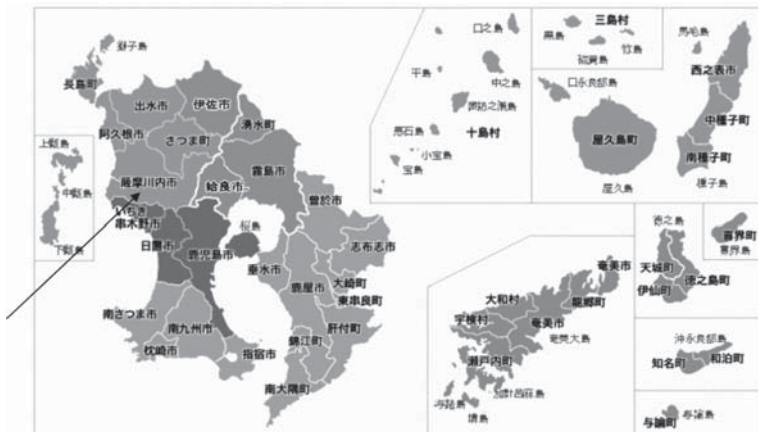 獅子島
長島町
出水市
伊佐市
阿久根市
さつま町
湧水町
薩摩川内市
姶良市
霧島市
上甑島
中甑島
下甑島
いちき
串木野市
日置市
鹿児島市
桜島
曽於市
志布志市
垂水市
鹿屋市
大崎町
東串良町
南さつま市
南九州市
枕崎市
指宿市
錦江町
肝付町
南大隅町
口之島
中之島
諏訪之瀬島
悪石島
小宝島
宝島
十島村
三島村
黒島
硫黄島
竹島
口永良部島
屋久島町
屋久島
馬毛島
西之表市
中種子町
南種子町
種子島
奄美市
龍郷町
大和村
宇検村
奄美市
奄美大島
瀬戸内町
加計呂麻島
与路島
請島
徳之島
天城町
徳之島町
伊仙町
喜界町
喜界島
沖永良部島
知名町
和泊町
与論町
与論島